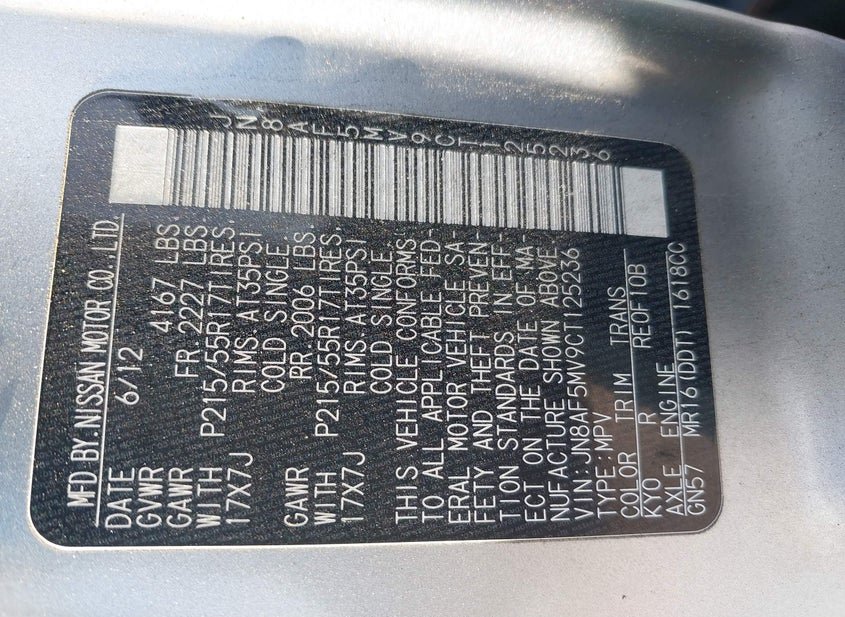 MFD BY.NISSAN MOTOR CO.,LTD.
DATE 6/12
GVWR 4167 LBS
GAWR FR.2227 LBS
WITH P215/55R17TIRES.
17X7J RIMS AT35PSI
COLD SINGLE
GAWR RR.2006 LBS.
WITH P215/55R17TIRES.
17X7J RIMS AT35PSI
COLD SINGLE.
THIS VEHICLE CONFORMS
TO ALL APPLICABLE FED-
ERAL MOTOR VEHICLE SA-
FETY AND THEFT PREVEN
TION STANDARDS IN EFF-
ECT ON THE DATE OF MA-
NUFACTURE SHOWN ABOVE.
VIN:JN8AF5MV9CT125236
TYPE:MPV
COLOR TRIM TRANS
KYO R RE0F10B
AXLE ENGINE
GN57 MR16(DDT) 1618CC
JN8AF5MV9CT125236